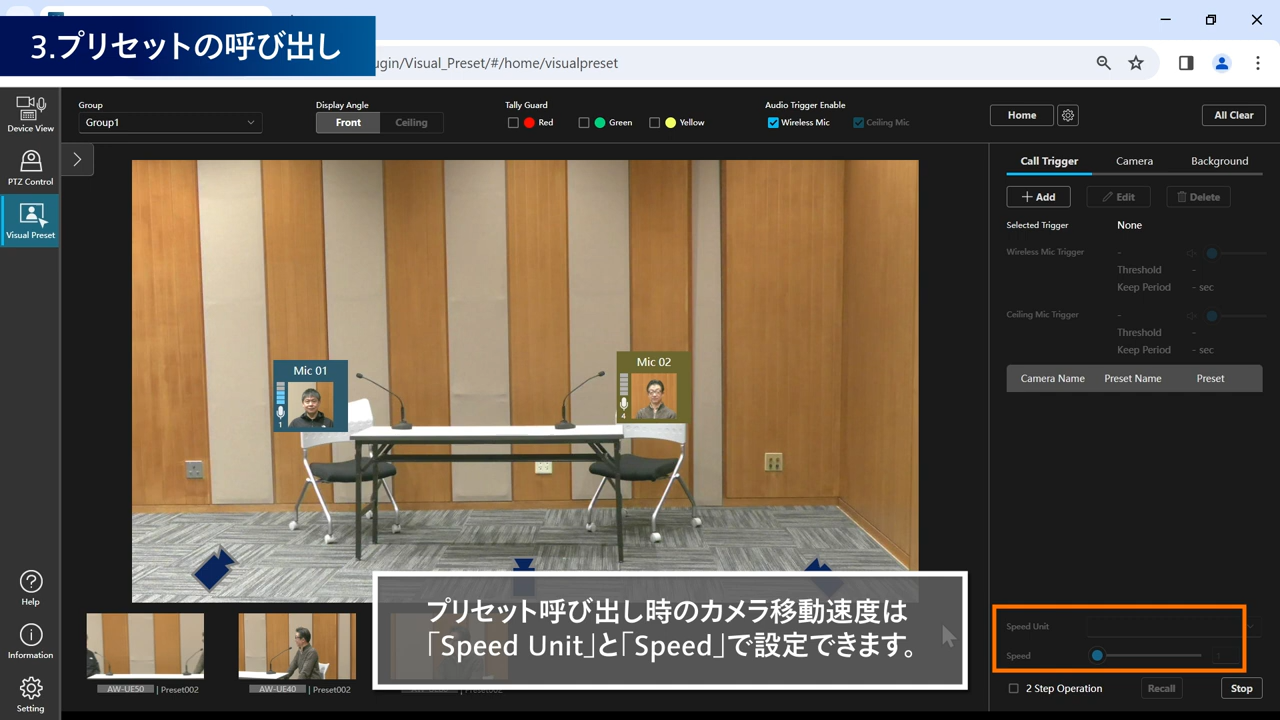 3.プリセットの呼び出し
ugin/Visual_Preset/#/home/visualpreset
Device View
PTZ Control
Visual Preset
Help
Information
Setting
Group
Group1
Display Angle
Front
Ceiling
Tally Guard
Red
Green
Yellow
Audio Trigger Enable
Wireless Mic
Ceiling Mic
Home
All Clear
Mic 01
1
Mic 02
4
Call Trigger
Camera
Background
Add
Edit
Delete
Selected Trigger
None
Wireless Mic Trigger
-
Threshold
-
Keep Period
- sec
Ceiling Mic Trigger
-
Threshold
-
Keep Period
- sec
Camera Name
Preset Name
Preset
プリセット呼び出し時のカメラ移動速度は
「Speed Unit」と「Speed」で設定できます。
AW-UE50 | Preset002
AW-UE40 | Preset002
Speed Unit
Speed
2 Step Operation
Recall
Stop